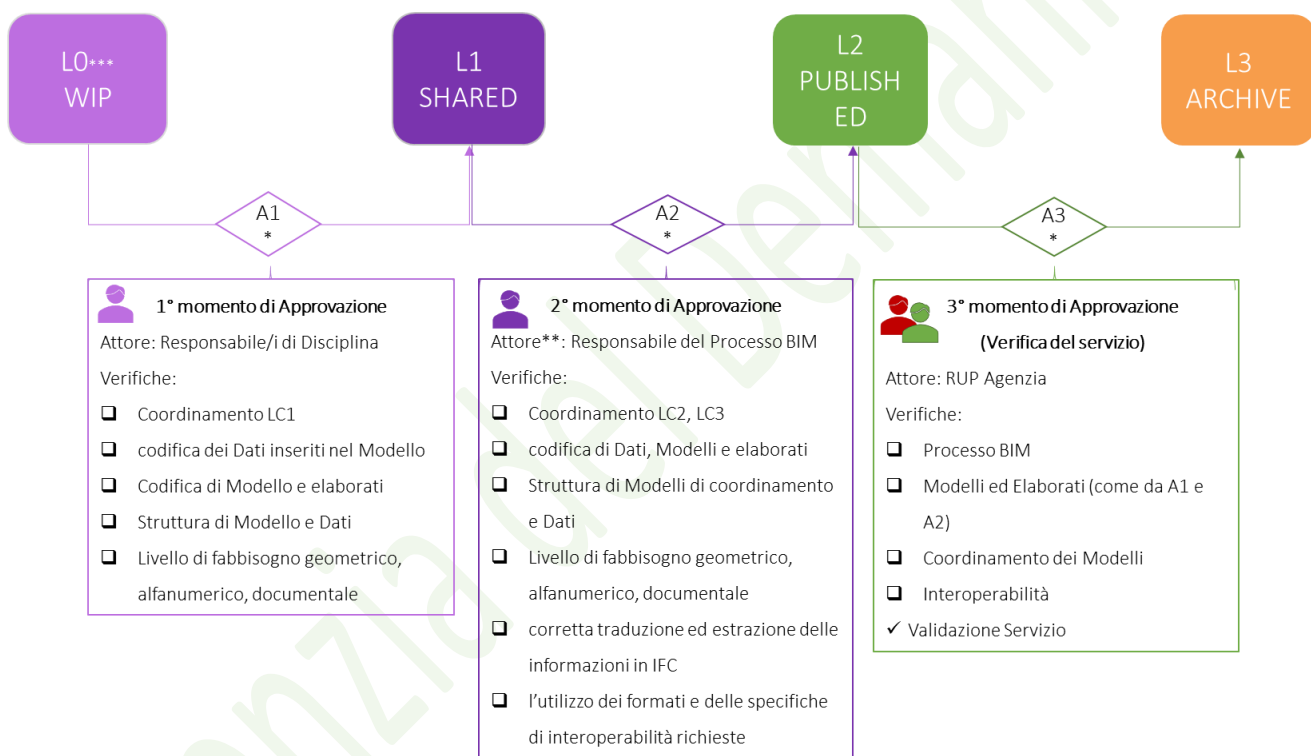 L0***
WIP
L1
SHARED
L2
PUBLISH
ED
L3
ARCHIVE
A1
*
A2
*
A3
*
1° momento di Approvazione
Attore: Responsabile/i di Disciplina
Verifiche:
Coordinamento LC1
codifica dei Dati inseriti nel Modello
Codifica di Modello e elaborati
Struttura di Modello e Dati
Livello di fabbisogno geometrico,
alfanumerico, documentale
2° momento di Approvazione
Attore**: Responsabile del Processo BIM
Verifiche:
Coordinamento LC2, LC3
codifica di Dati, Modelli e elaborati
Struttura di Modelli di coordinamento
e Dati
Livello di fabbisogno geometrico,
alfanumerico, documentale
corretta traduzione ed estrazione delle
informazioni in IFC
l'utilizzo dei formati e delle specifiche
di interoperabilità richieste
3° momento di Approvazione
(Verifica del servizio)
Attore: RUP Agenzia
Verifiche:
Processo BIM
Modelli ed Elaborati (come da A1 e
A2)
Coordinamento dei Modelli
Interoperabilità
✓ Validazione Servizio
enzia del Demani